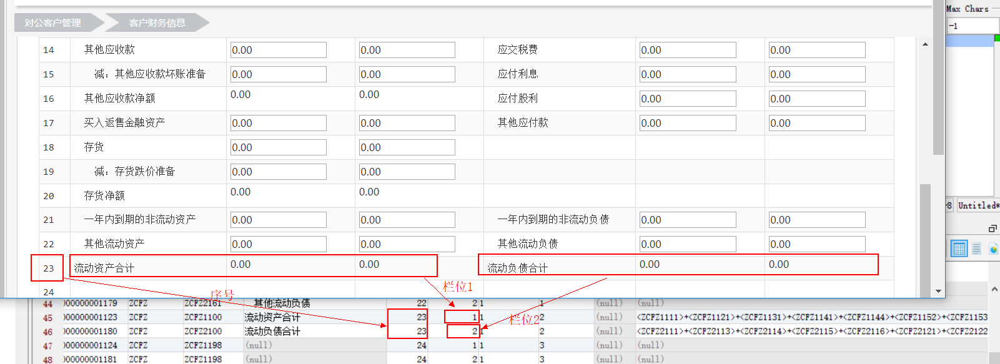 Max Chars
-1
对公客户管理 客户财务信息
14 其他应收款 0.00 0.00 应交税费 0.00 0.00
15 减：其他应收款坏账准备 0.00 0.00 应付利息 0.00 0.00
16 其他应收款净额 0.00 0.00 应付股利 0.00 0.00
17 买入返售金融资产 0.00 0.00 其他应付款 0.00 0.00
18 存货 0.00 0.00
19 减：存货跌价准备 0.00 0.00
20 存货净额 0.00 0.00
-8 Untitled*
21 一年内到期的非流动资产 0.00 0.00 一年内到期的非流动负债 0.00 0.00
22 其他流动资产 0.00 0.00 其他流动负债 0.00 0.00
23 流动资产合计 0.00 0.00 流动负债合计 0.00 0.00
24
序号 栏位1
44 000000001179 ZCFZ ZCFZ2161 其他流动负债 22 2 1 1 (null) (null)
45 000000001123 ZCFZ ZCFZ1100 流动资产合计 23 1 1 2 (null) <ZCFZ1111>+<ZCFZ1121>+<ZCFZ1131>+<ZCFZ1141>+<ZCFZ1144>+<ZCFZ1152>+<ZCFZ1153
栏位2
46 000000001180 ZCFZ ZCFZ2100 流动负债合计 23 2 1 2 (null) <ZCFZ2111>+<ZCFZ2113>+<ZCFZ2114>+<ZCFZ2115>+<ZCFZ2116>+<ZCFZ2121>+<ZCFZ2122
47 000000001124 ZCFZ ZCFZ1198 (null) 24 1 1 3 (null) (null)
48 000000001181 ZCFZ ZCFZ1198 (null) 24 2 1 3 (null) (null)